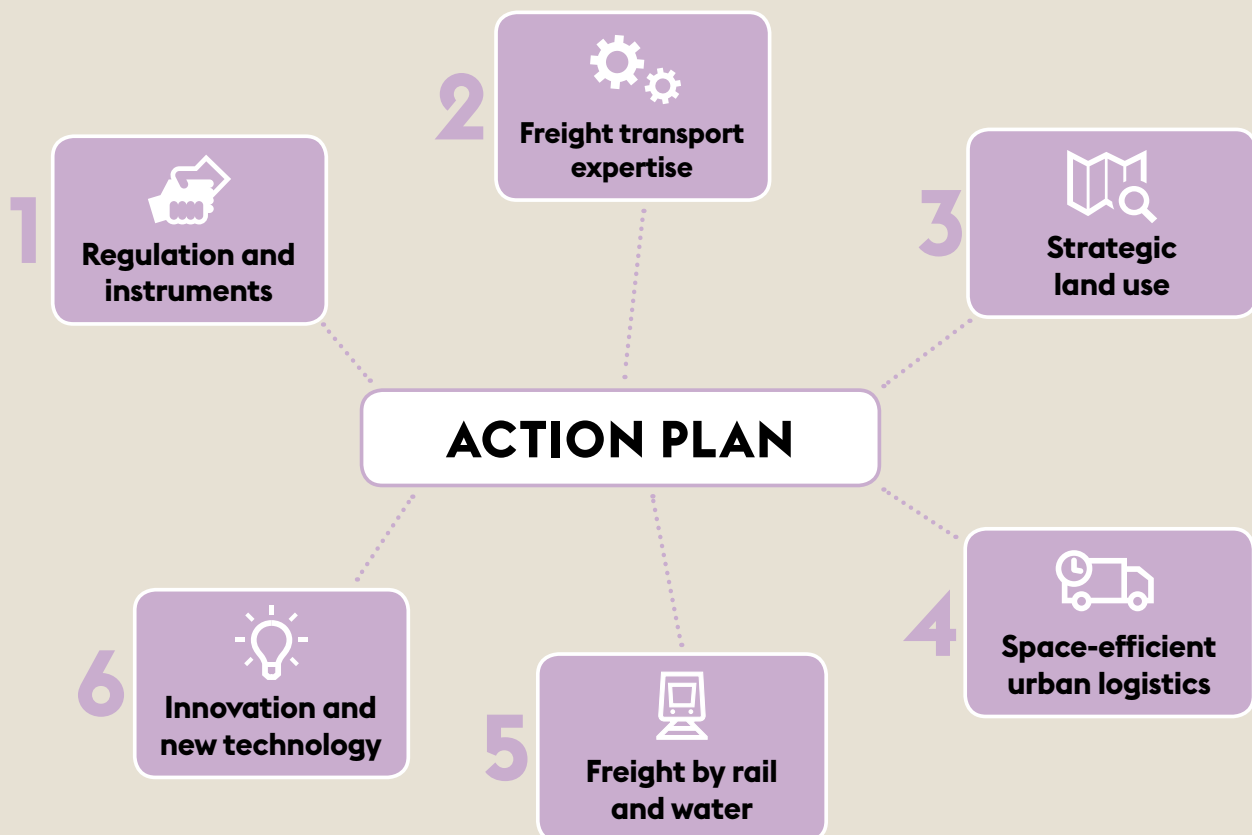 1
Regulation and
instruments
2
Freight transport
expertise
3
Strategic
land use
ACTION PLAN
4
Space-efficient
urban logistics
5
Freight by rail
and water
6
Innovation and
new technology